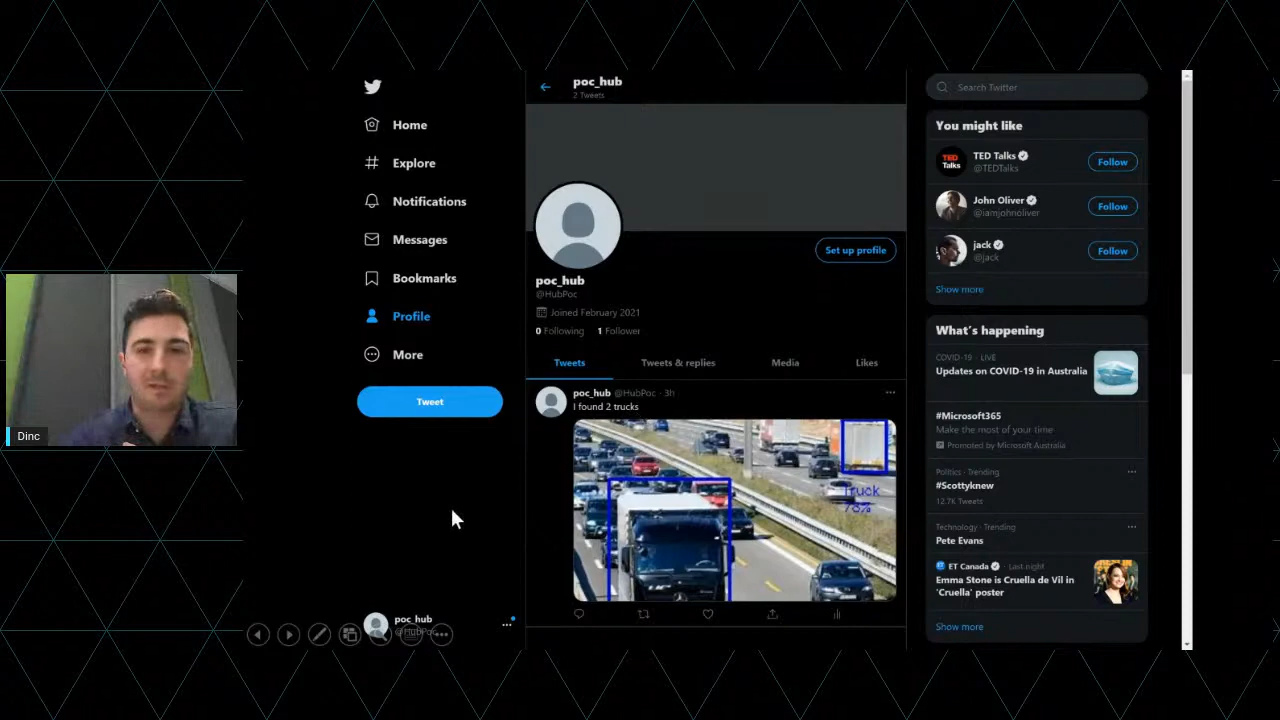 Home
Explore
Notifications
Messages
Bookmarks
Profile
More
Tweet
poc_hub
Dinc
poc_hub
2 Tweets
Set up profile
poc_hub
@HubPoc
Joined February 2021
0 Following 1 Follower
Tweets Tweets & replies Media Likes
poc_hub @HubPoc · 3h
I found 2 trucks
Truck
78%
Search Twitter
You might like
TED Talks
TED Talks
@TEDTalks
Follow
John Oliver
@iamjohnoliver
Follow
jack
@jack
Follow
Show more
What's happening
COVID-19 · LIVE
Updates on COVID-19 in Australia
#Microsoft365
Make the most of your time
Promoted by Microsoft Australia
Politics · Trending
#Scottyknew
12.7K Tweets
Technology · Trending
Pete Evans
ET Canada · Last night
Emma Stone is Cruella de Vil in
'Cruella' poster
Show more